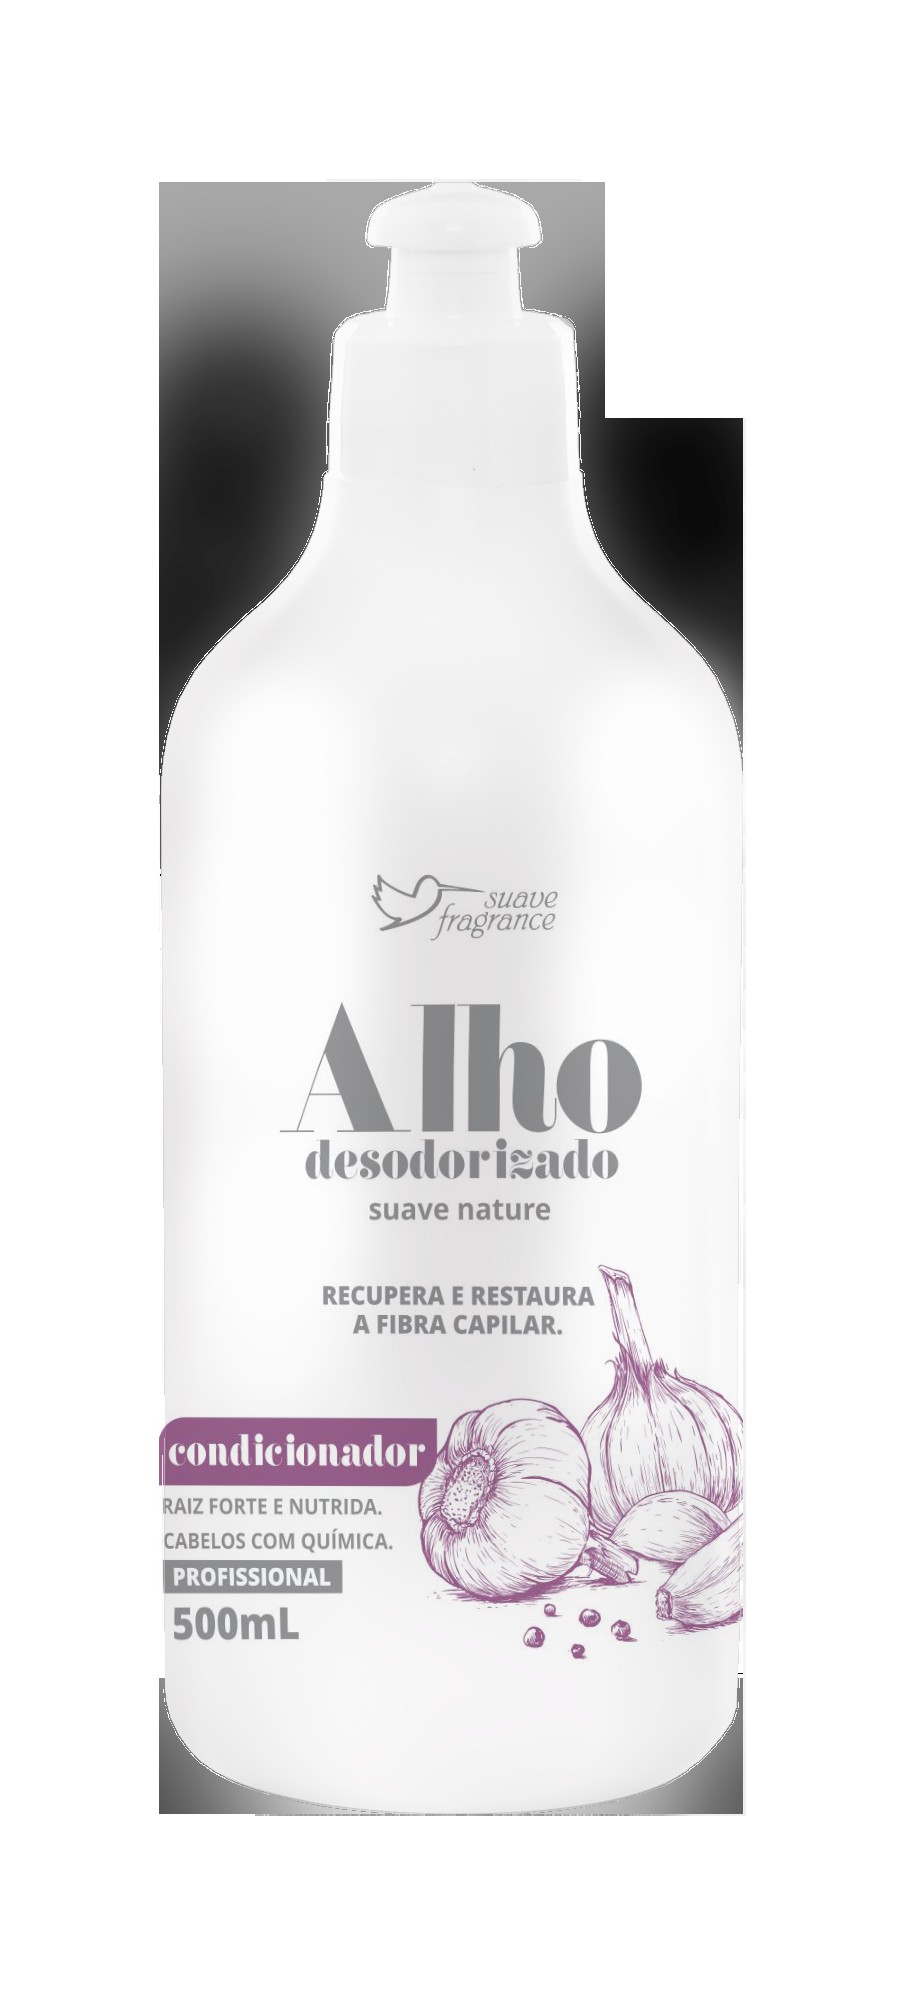 suave
fragrance
Alho
desodorizado
suave nature
RECUPERA E RESTAURA
A FIBRA CAPILAR.
condicionador
RAIZ FORTE E NUTRIDA.
CABELOS COM QUÍMICA.
PROFISSIONAL
500mL